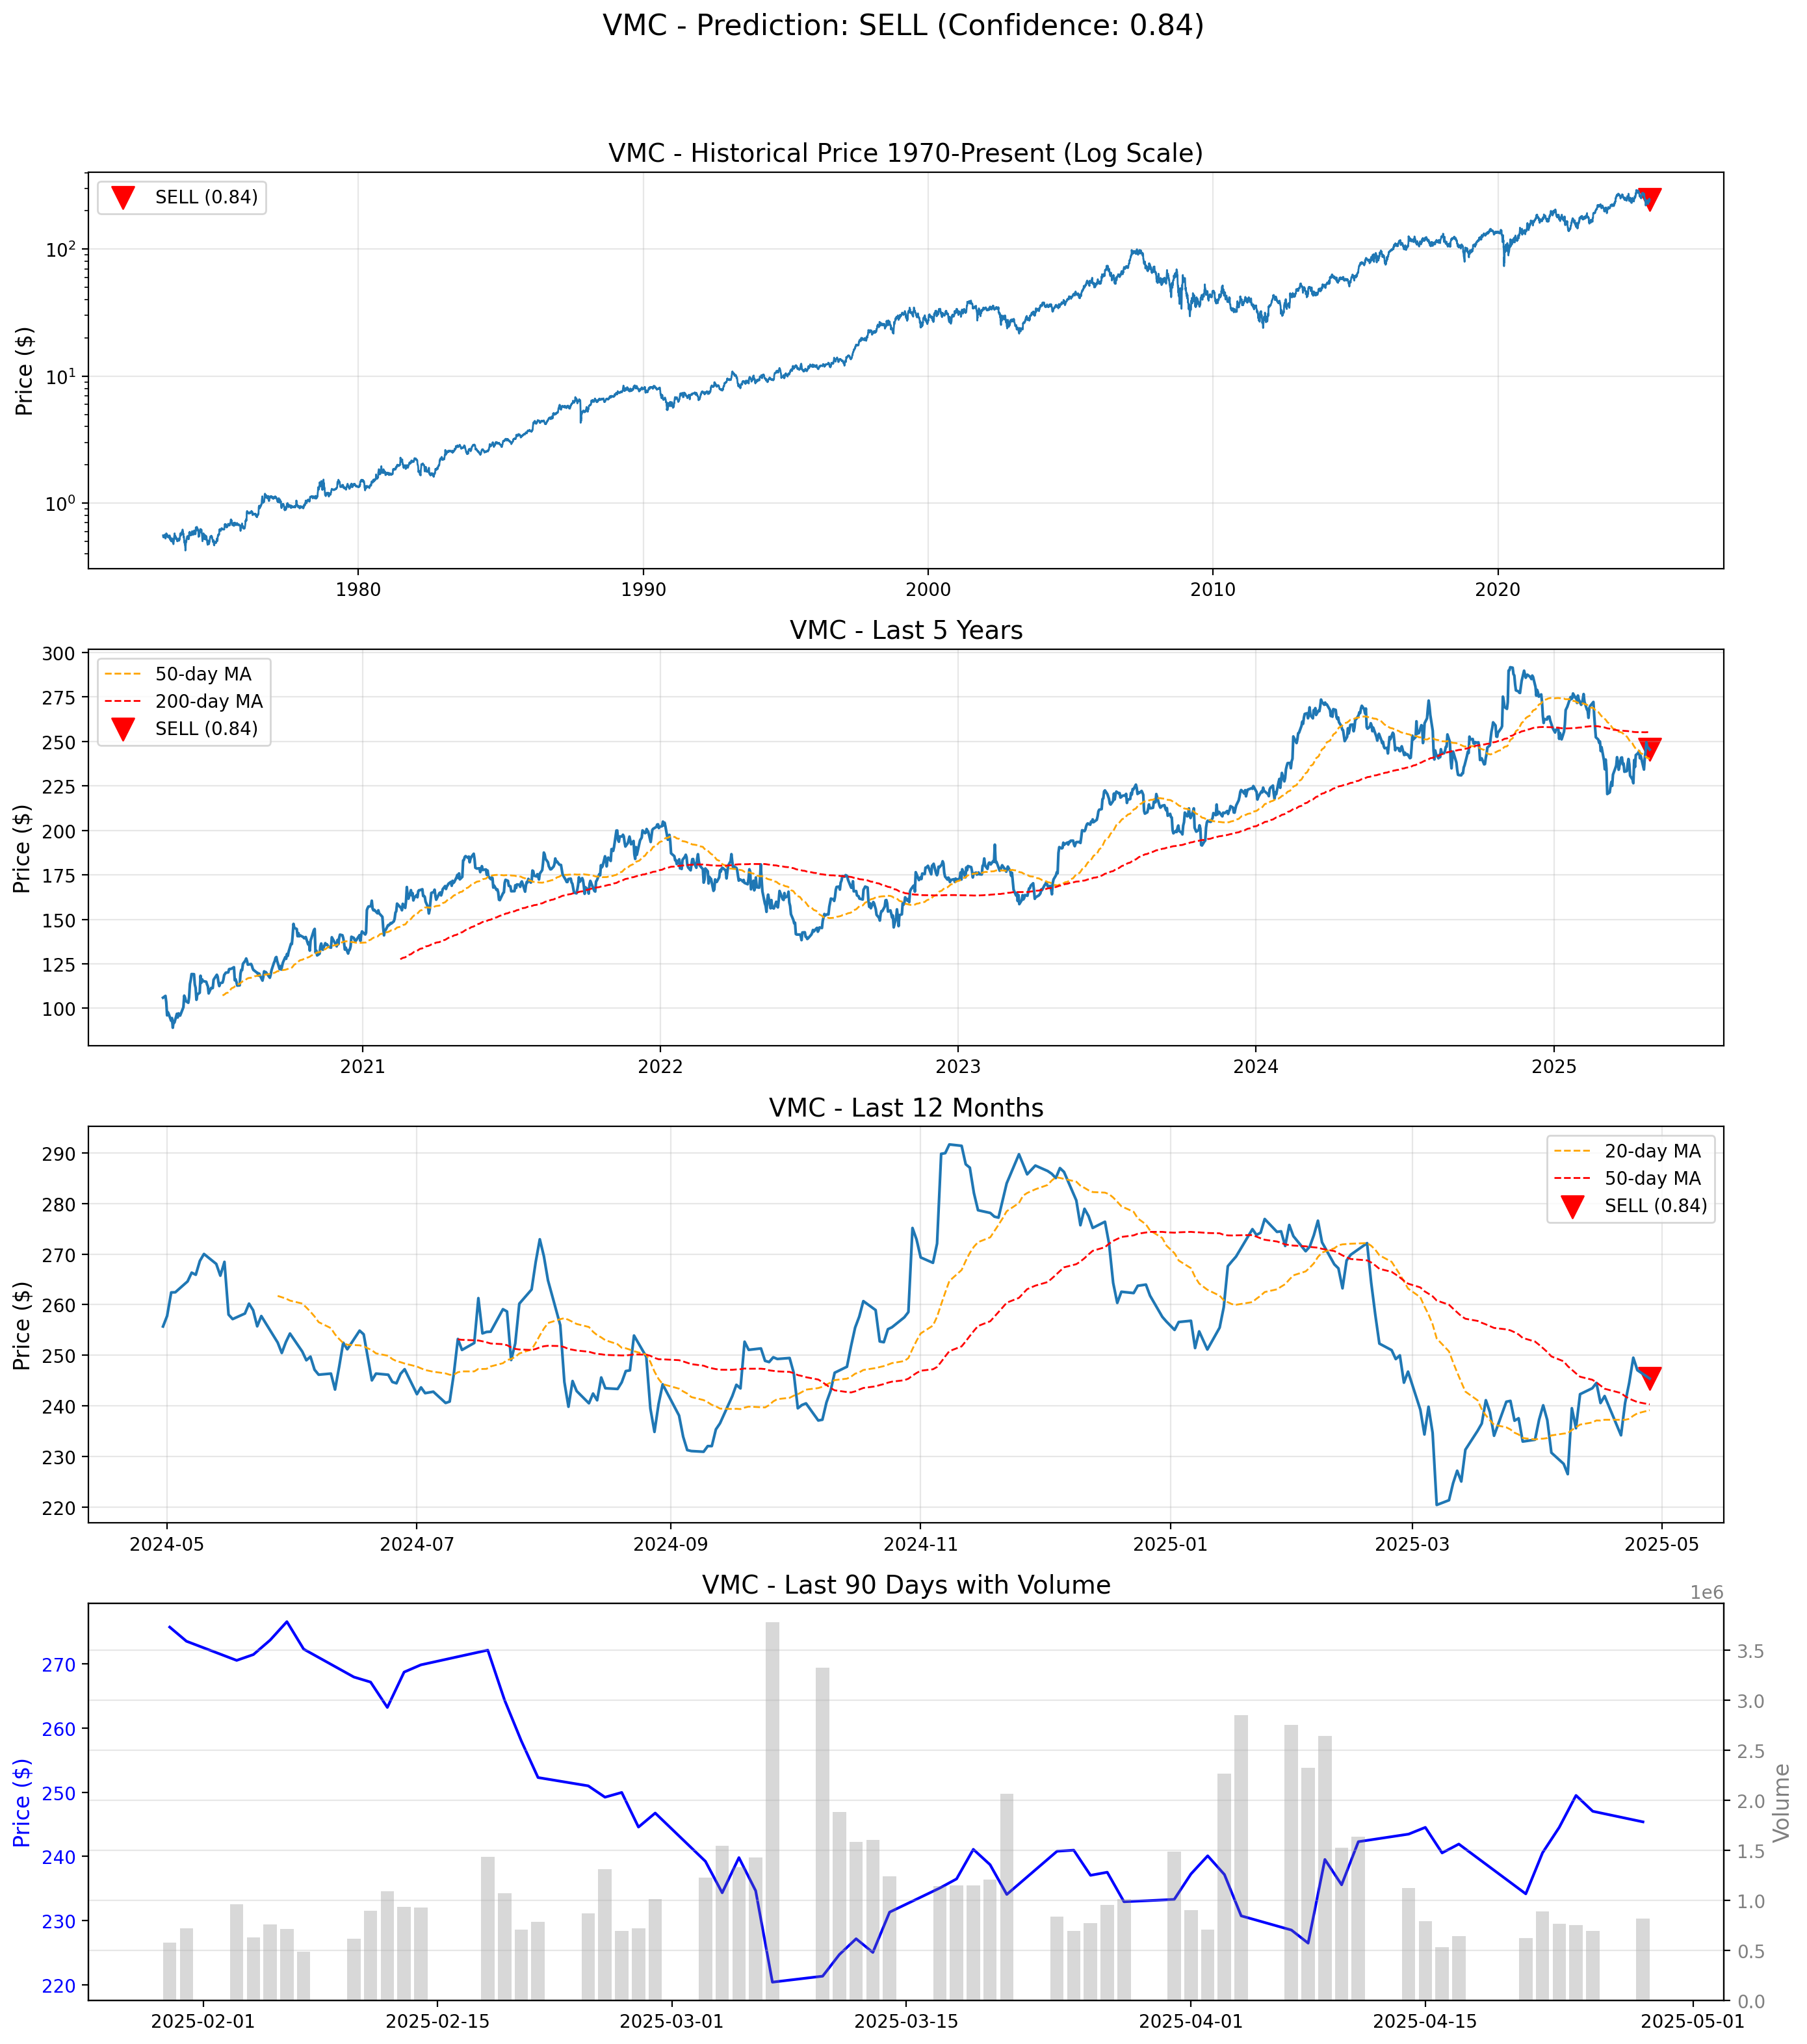 VMC - Prediction: SELL (Confidence: 0.84)
VMC - Historical Price 1970-Present (Log Scale)
SELL (0.84)
Price ($)
10²
10¹
10⁰
1980 1990 2000 2010 2020
VMC - Last 5 Years
50-day MA
200-day MA
SELL (0.84)
Price ($)
300
275
250
225
200
175
150
125
100
2021 2022 2023 2024 2025
VMC - Last 12 Months
20-day MA
50-day MA
SELL (0.84)
Price ($)
290
280
270
260
250
240
230
220
2024-05 2024-07 2024-09 2024-11 2025-01 2025-03 2025-05
VMC - Last 90 Days with Volume
1e6
Price ($)
270
260
250
240
230
220
3.5
3.0
2.5
2.0
1.5
1.0
0.5
0.0
Volume
2025-02-01 2025-02-15 2025-03-01 2025-03-15 2025-04-01 2025-04-15 2025-05-01